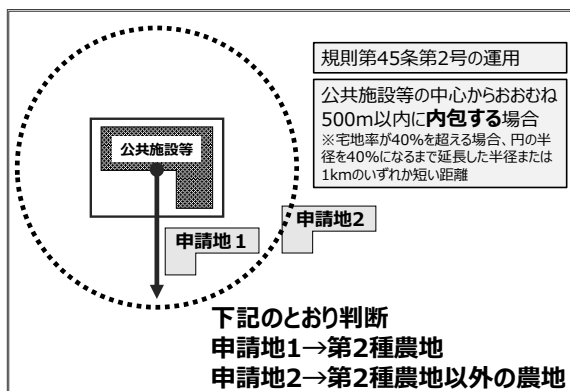 規則第45条第2号の運用
公共施設等の中心からおおむね
500m以内に内包する場合
※宅地率が40%を超える場合、円の半
径を40%になるまで延長した半径または
1kmのいずれか短い距離
公共施設等
申請地1
申請地2
下記のとおり判断
申請地1→第2種農地
申請地2→第2種農地以外の農地